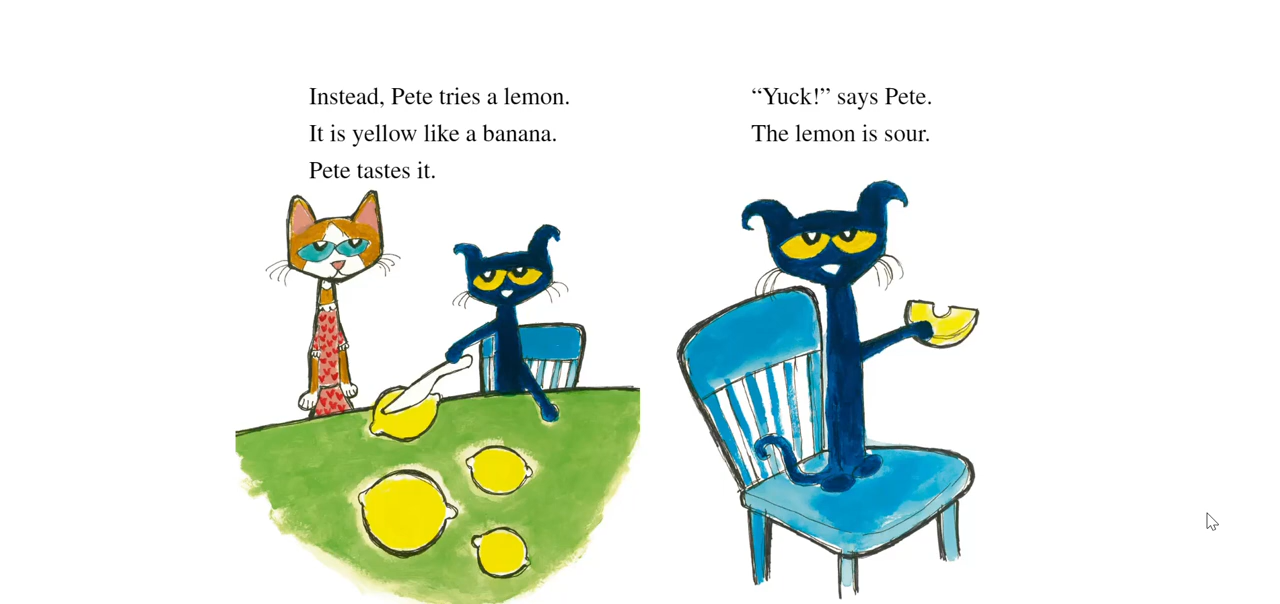 Instead, Pete tries a lemon.
It is yellow like a banana.
Pete tastes it.
“Yuck!” says Pete.
The lemon is sour.